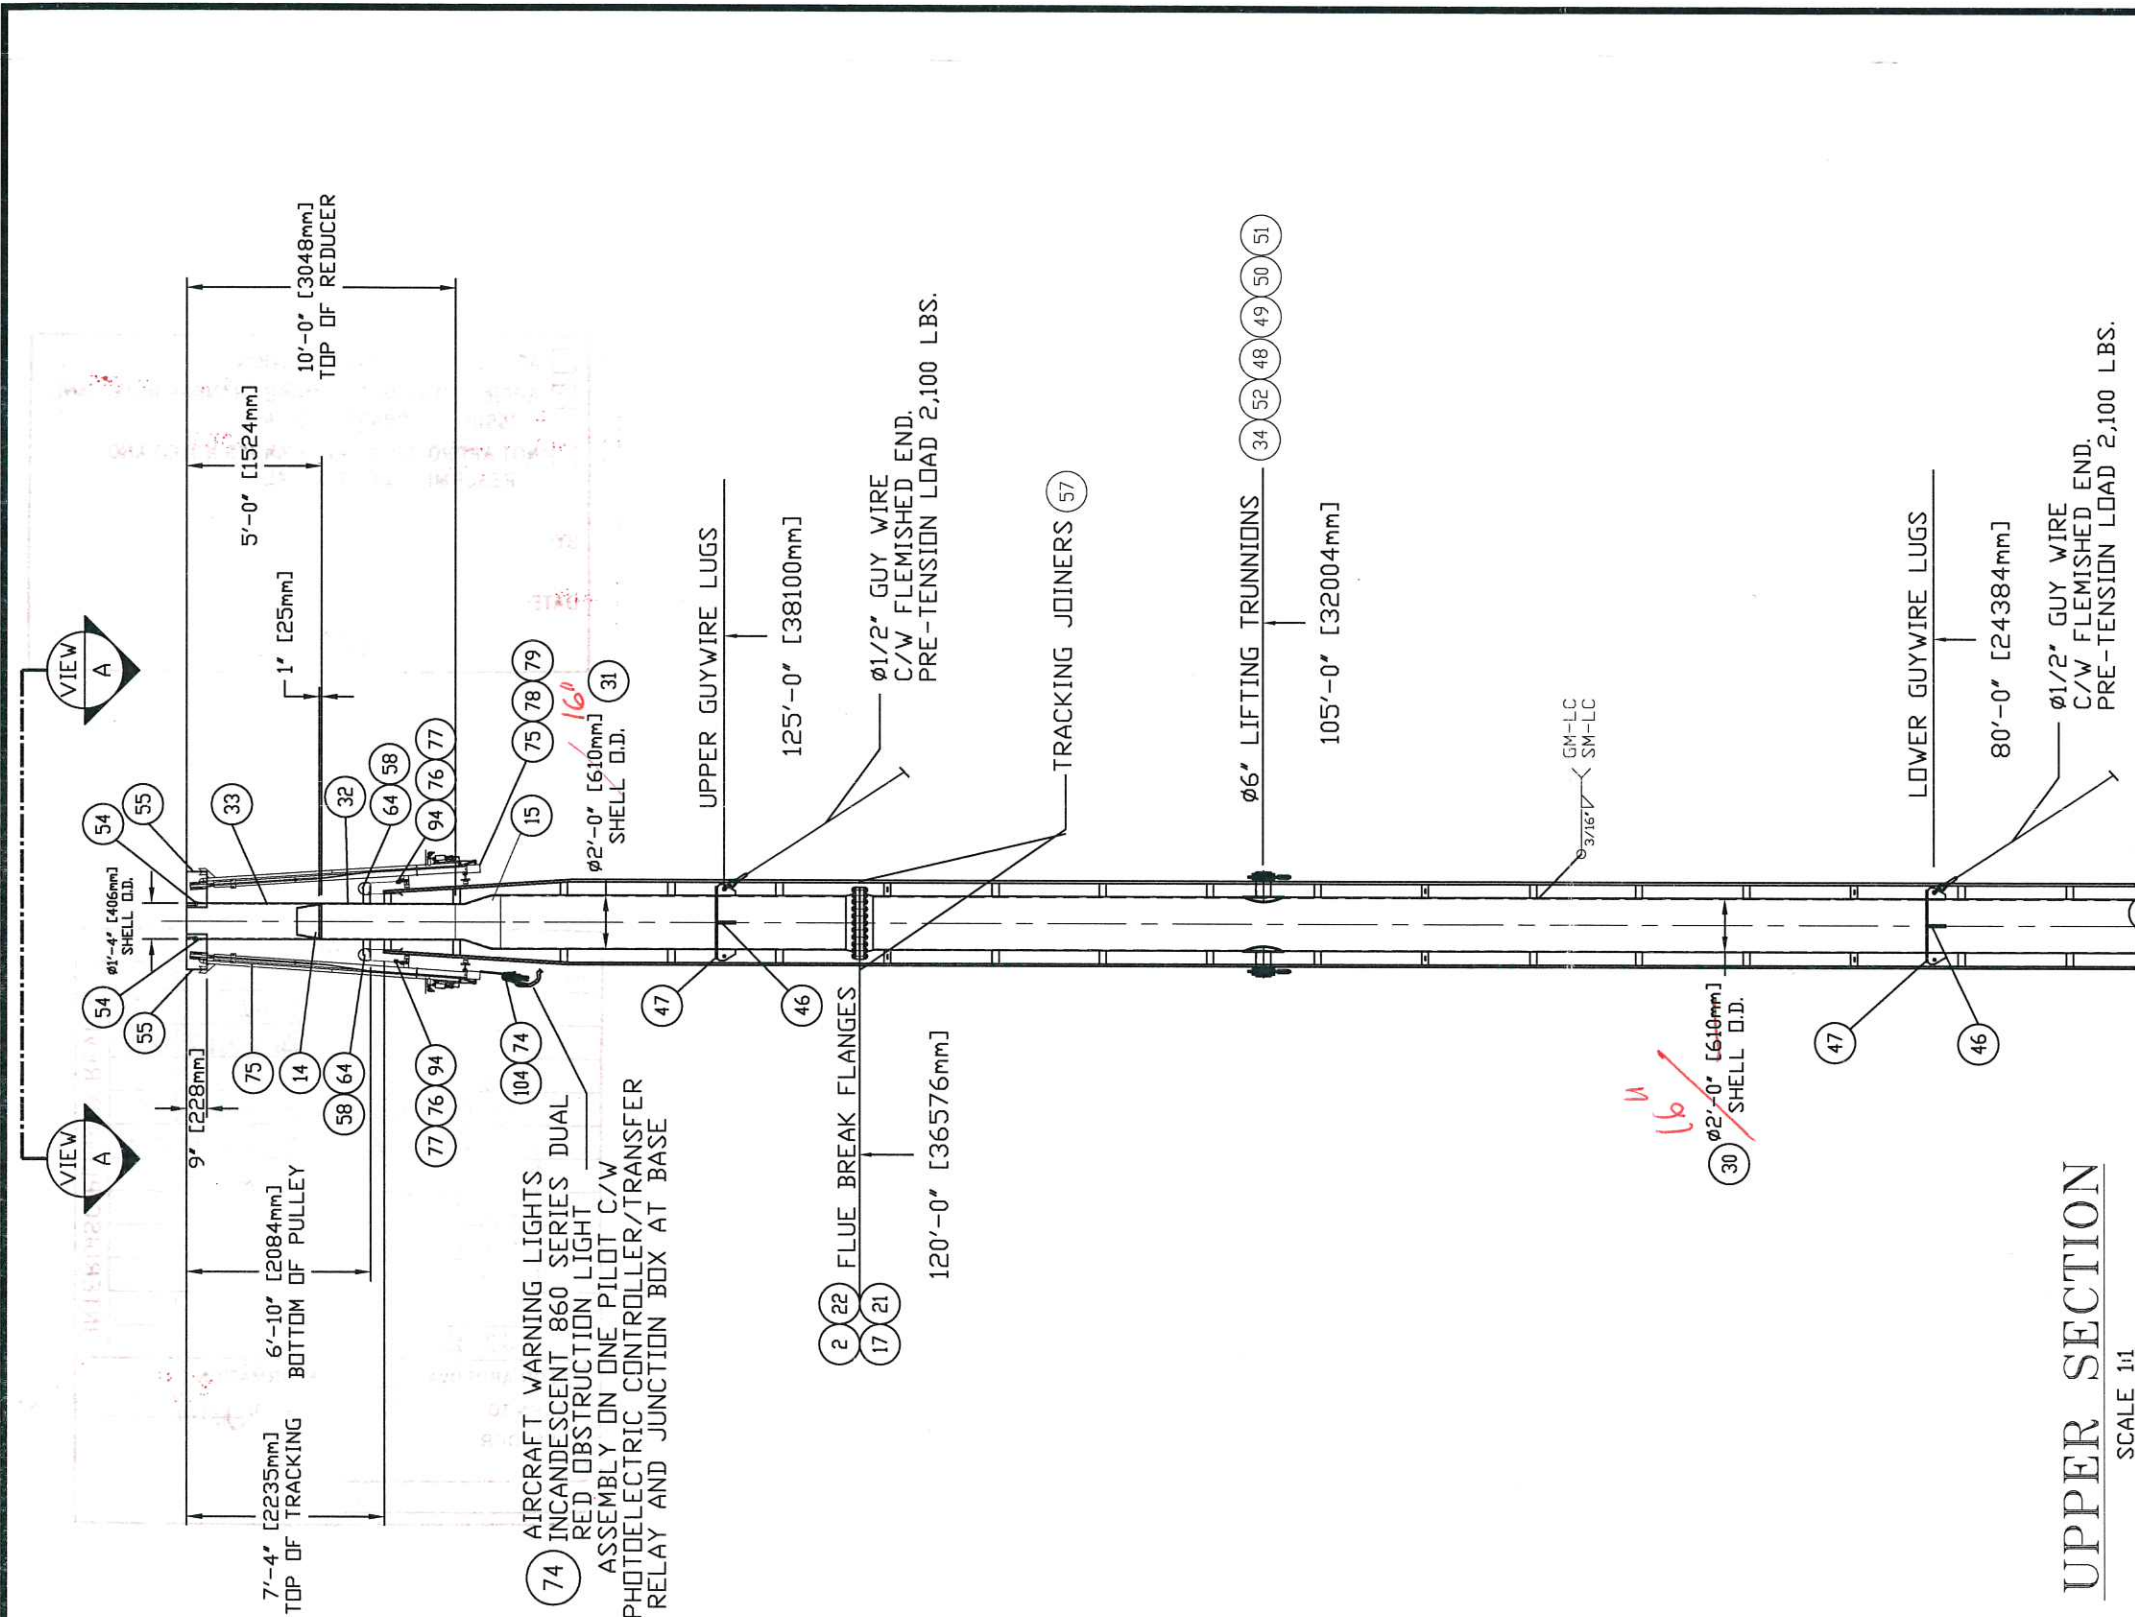 VIEW
A
VIEW
A
54
55
54
55
ø1'-4" [406mm]
SHELL O.D.
9" [228mm]
1" [25mm]
5'-0" [1524mm]
10'-0" [3048mm]
TOP OF REDUCER
6'-10" [2084mm]
BOTTOM OF PULLEY
7'-4" [2235mm]
TOP OF TRACKING
75
14
58 64
77 76 94
104 74
33
32
64 58
94 76 77
75 78 79
15
74
AIRCRAFT WARNING LIGHTS
INCANDESCENT 860 SERIES DUAL
RED OBSTRUCTION LIGHT
ASSEMBLY ON ONE PILOT C/W
PHOTOELECTRIC CONTROLLER/TRANSFER
RELAY AND JUNCTION BOX AT BASE
ø2'-0" [610mm] 31
SHELL O.D.
16"
UPPER GUYWIRE LUGS
125'-0" [38100mm]
47
46
ø1/2" GUY WIRE
C/W FLEMISHED END.
PRE-TENSION LOAD 2,100 LBS.
2 22
17 21
FLUE BREAK FLANGES
120'-0" [36576mm]
TRACKING JOINERS 57
ø6" LIFTING TRUNNIONS 34 52 48 49 50 51
105'-0" [32004mm]
3/16"
GM-LC
SM-LC
30 ø2'-0" [610mm]
SHELL O.D.
16"
LOWER GUYWIRE LUGS
80'-0" [24384mm]
47
46
ø1/2" GUY WIRE
C/W FLEMISHED END.
PRE-TENSION LOAD 2,100 LBS.
UPPER SECTION
SCALE 1:1